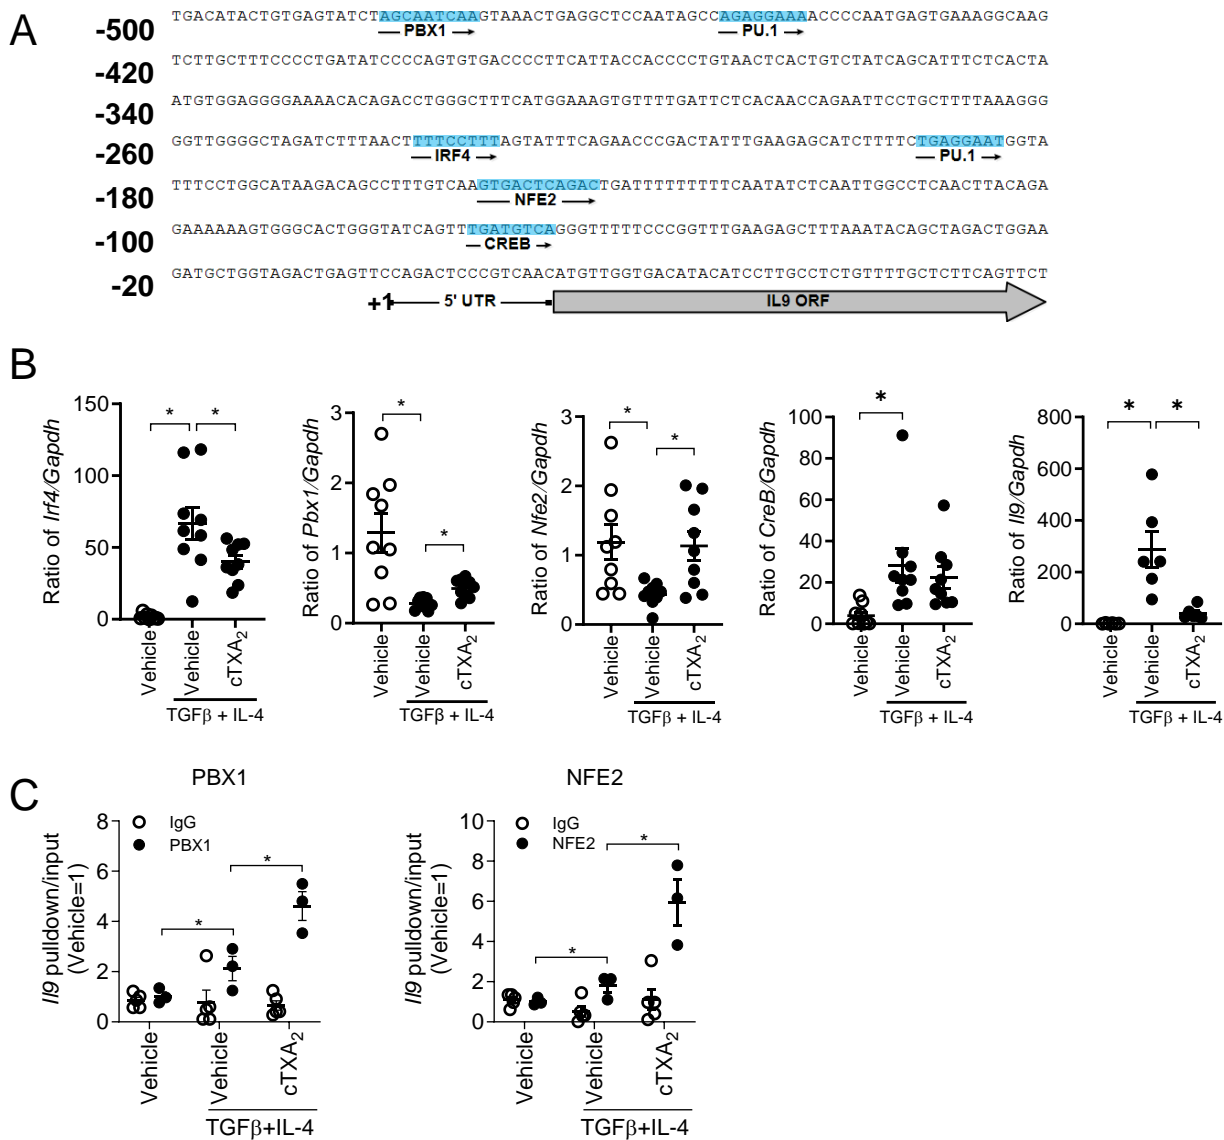 A
TGACATACTGTGAGTATCTAGCAATCAAGTAAACTGAGGCTCCAATAGCCAGAGGAAAACCCCAATGAGTGAAAGGCAAG
-500
PBX1
PU.1
TCTTGCTTTCCCCTGATATCCCCAGTGTGACCCCTTCATTACCACCCCTGTAACTCACTGTCTATCAGCATTTCTCACTA
-420
ATGTGGAGGGGAAAACACAGACCTGGGCTTTCATGGAAAGTGTTTTGATTCTCACAACCAGAATTCCTGCTTTTAAAGGG
-340
GGTTGGGGCTAGATCTTTAACTTTTCCTTTAGTATTTCAGAACCCGACTATTTGAAGAGCATCTTTTCTGAGGAATGGTA
-260
IRF4
PU.1
TTTCCTGGCATAAGACAGCCTTTGTCAAGTGACTCAGACTGATTTTTTTTTCAATATCTCAATTGGCCTCAACTTACAGA
-180
NFE2
GAAAAAAGTGGGCACTGGGTATCAGTTTGATGTCAGGGTTTTTCCCGGTTTGAAGAGCTTTAAATACAGCTAGACTGGAA
-100
CREB
GATGCTGGTAGACTGAGTTCCAGACTCCCGTCAACATGTTGGTGACATACATCCTTGCCTCTGTTTTGCTCTTCAGTTCT
-20
+1 5' UTR IL9 ORF
B
Ratio of Irf4/Gapdh
150
100
50
0
* *
Vehicle
Vehicle
cTXA2
TGFβ + IL-4
Ratio of Pbx1/Gapdh
3
2
1
0
* *
Vehicle
Vehicle
cTXA2
TGFβ + IL-4
Ratio of Nfe2/Gapdh
3
2
1
0
* *
Vehicle
Vehicle
cTXA2
TGFβ + IL-4
Ratio of CreB/Gapdh
100
80
60
40
20
0
*
Vehicle
Vehicle
cTXA2
TGFβ + IL-4
Ratio of Il9/Gapdh
800
600
400
200
0
* *
Vehicle
Vehicle
cTXA2
TGFβ + IL-4
C
PBX1
Il9 pulldown/input
(Vehicle=1)
8
6
4
2
0
IgG
PBX1
* *
Vehicle
Vehicle
cTXA2
TGFβ+IL-4
NFE2
Il9 pulldown/input
(Vehicle=1)
10
8
6
4
2
0
IgG
NFE2
* *
Vehicle
Vehicle
cTXA2
TGFβ+IL-4